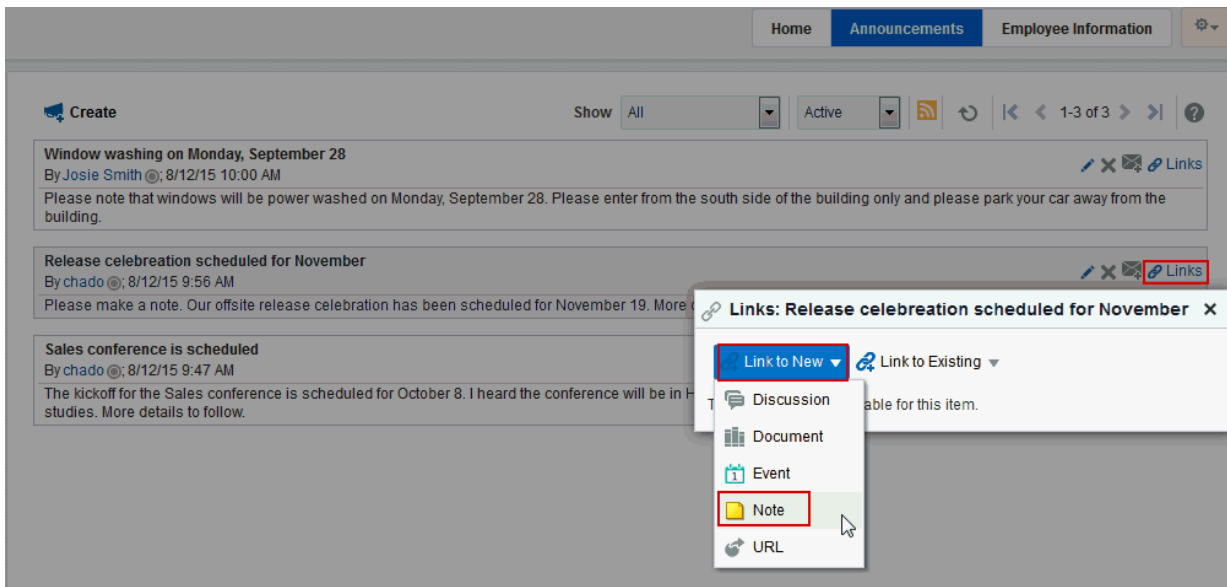 Home Announcements Employee Information
Create Show All Active 1-3 of 3
Window washing on Monday, September 28
By Josie Smith; 8/12/15 10:00 AM
Links
Please note that windows will be power washed on Monday, September 28. Please enter from the south side of the building only and please park your car away from the
building.
Release celebreation scheduled for November
By chado; 8/12/15 9:56 AM
Links
Please make a note. Our offsite release celebration has been scheduled for November 19. More
Links: Release celebreation scheduled for November
Sales conference is scheduled
By chado; 8/12/15 9:47 AM
Link to New Link to Existing
The kickoff for the Sales conference is scheduled for October 8. I heard the conference will be in H
studies. More details to follow.
able for this item.
Discussion
Document
1
Event
Note
URL